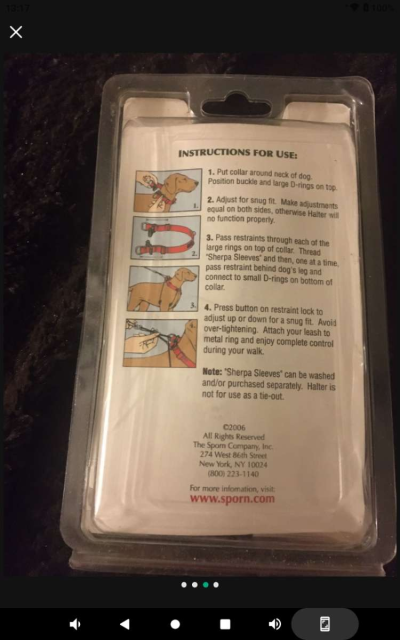 INSTRUCTIONS FOR USE:
1. Put collar around neck of dog.
Position buckle and large D-rings on top.
2. Adjust for snug fit. Make adjustments
equal on both sides, otherwise Halter will
no function properly.
3. Pass restraints through each of the
large rings on top of collar. Thread
"Sherpa Sleeves" and then, one at a time,
pass restraint behind dog's leg and
connect to small D-rings on bottom of
collar.
4. Press button on restraint lock to
adjust up or down for a snug fit. Avoid
over-tightening. Attach your leash to
metal ring and enjoy complete control
during your walk.
Note: "Sherpa Sleeves" can be washed
and/or purchased separately. Halter is
not for use as a tie-out.
1.
2.
3.
4.
©2006
All Rights Reserved
The Sporn Company, Inc.
274 West 86th Street
New York, NY 10024
(800) 223-1140
For more infomation, visit
www.sporn.com